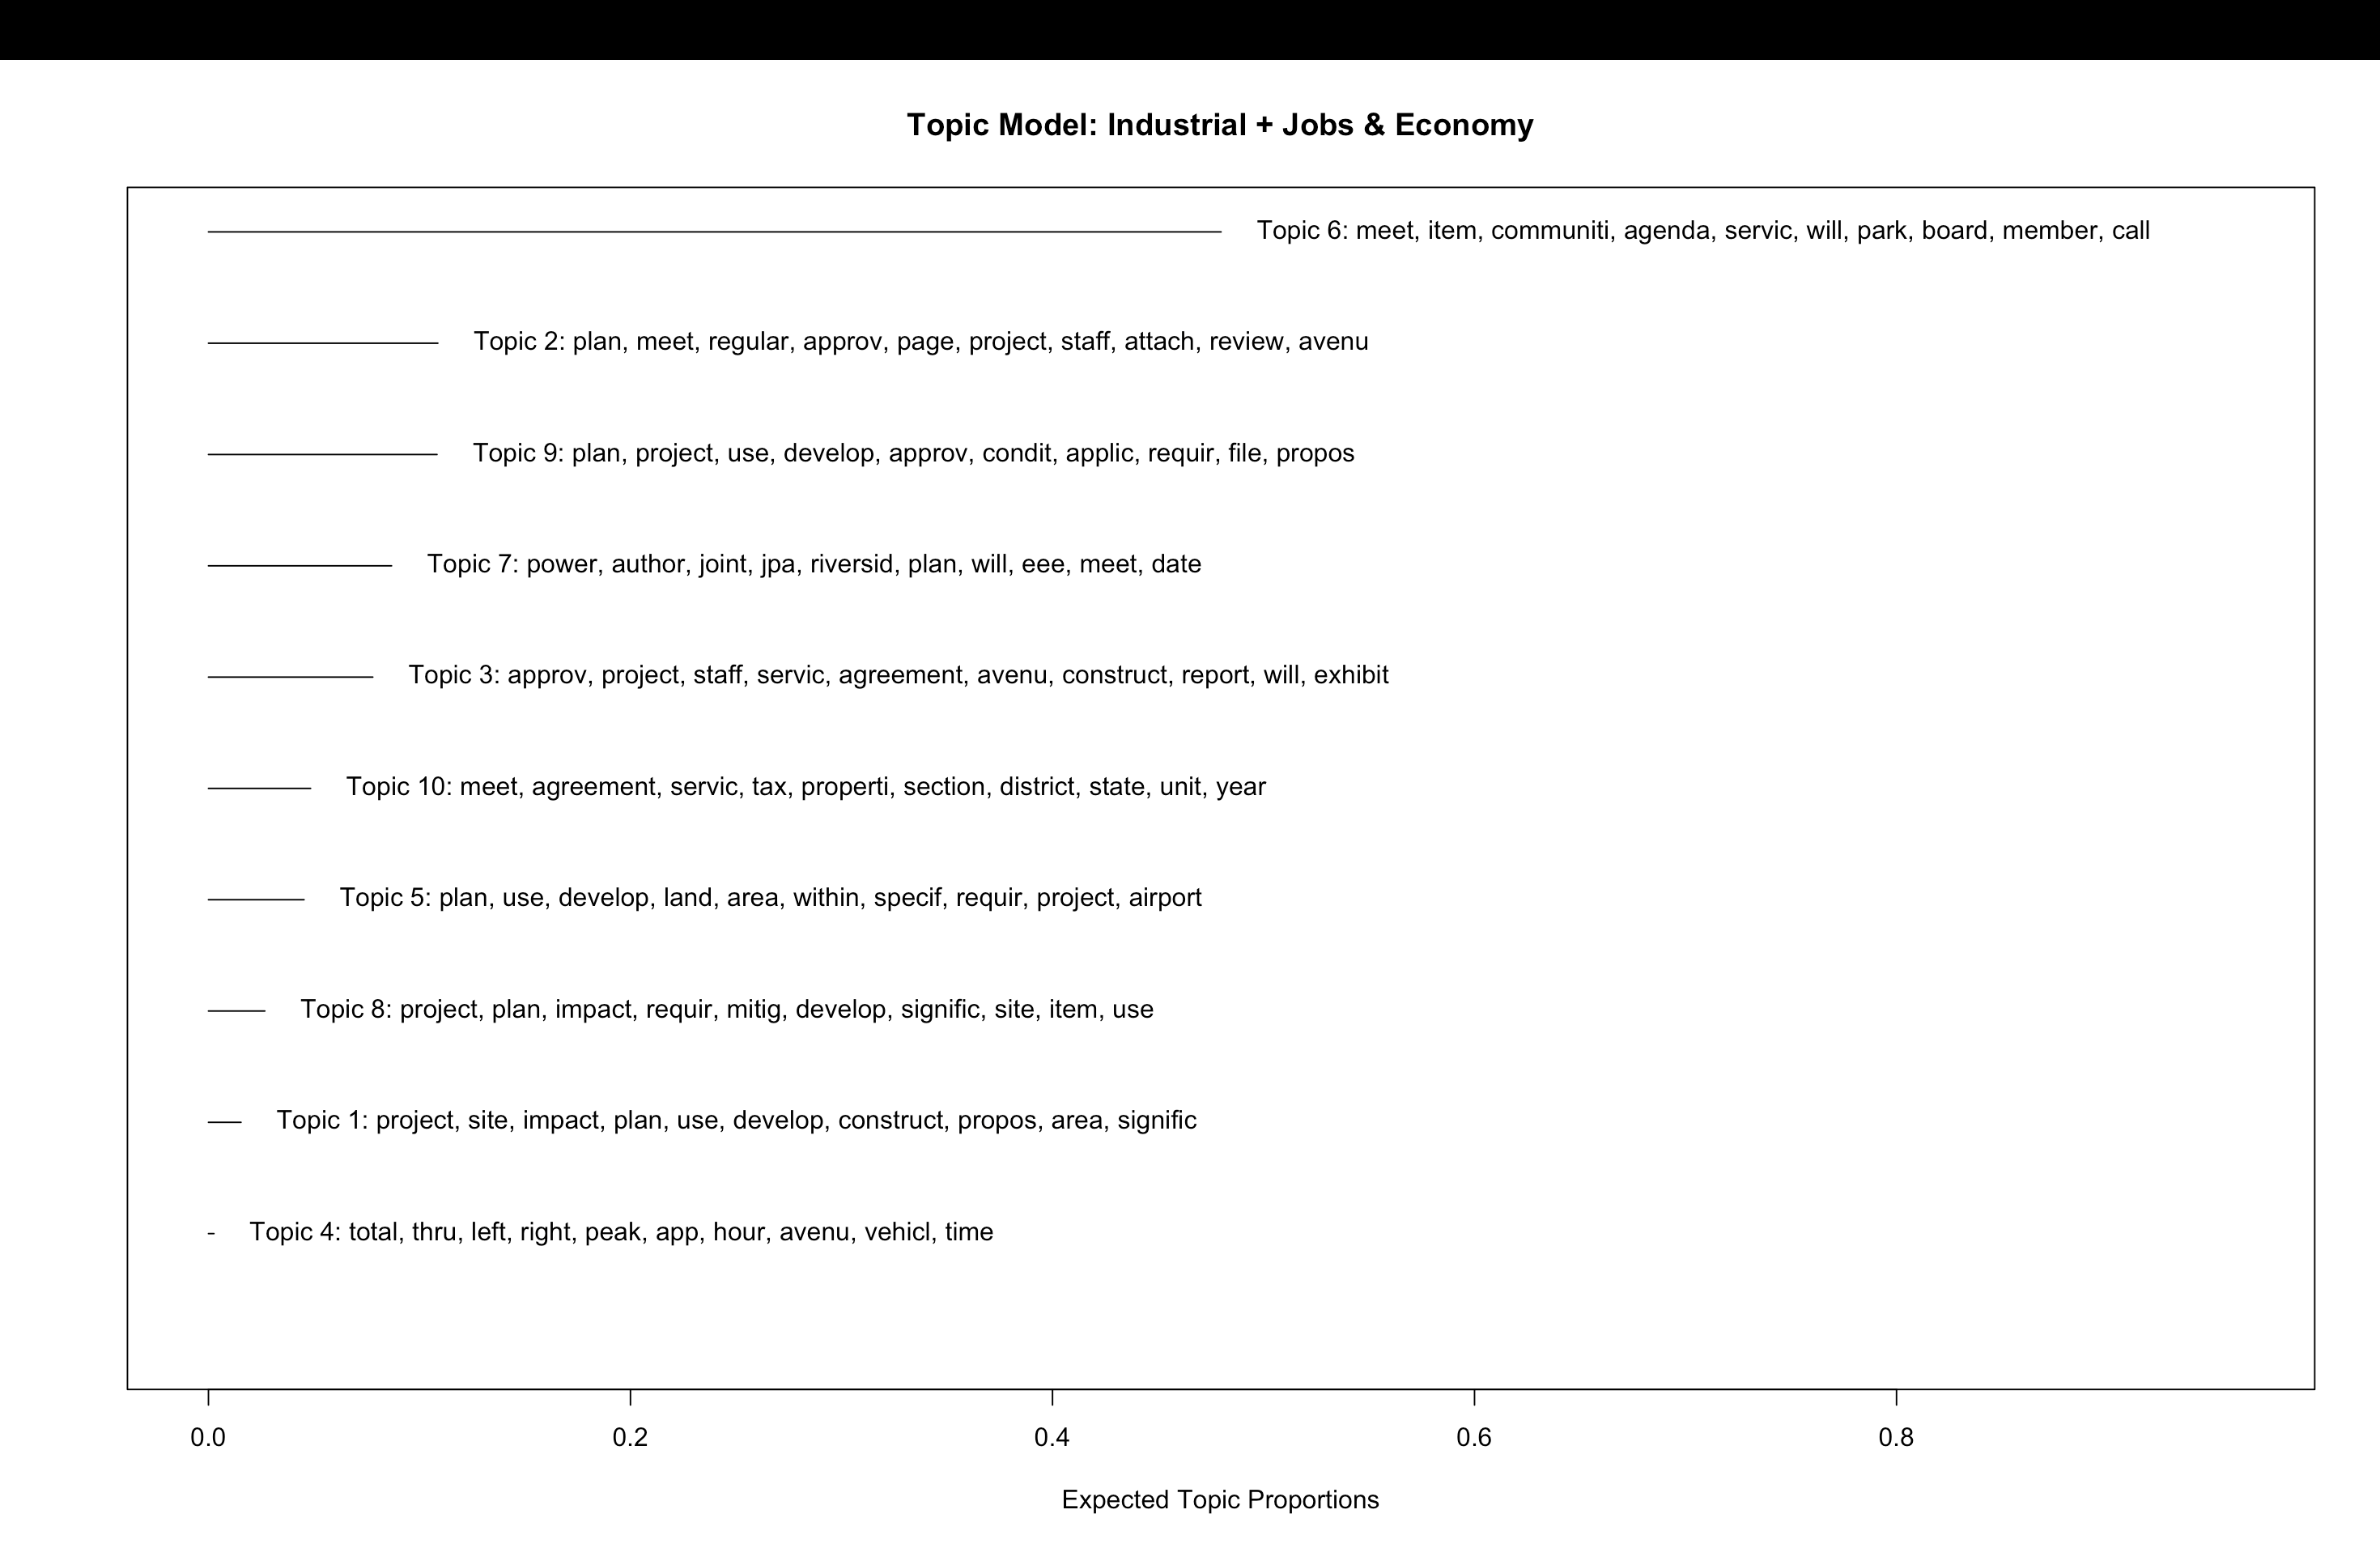 Topic Model: Industrial + Jobs & Economy
Topic 6: meet, item, communiti, agenda, servic, will, park, board, member, call
Topic 2: plan, meet, regular, approv, page, project, staff, attach, review, avenu
Topic 9: plan, project, use, develop, approv, condit, applic, requir, file, propos
Topic 7: power, author, joint, jpa, riversid, plan, will, eee, meet, date
Topic 3: approv, project, staff, servic, agreement, avenu, construct, report, will, exhibit
Topic 10: meet, agreement, servic, tax, properti, section, district, state, unit, year
Topic 5: plan, use, develop, land, area, within, specif, requir, project, airport
Topic 8: project, plan, impact, requir, mitig, develop, signific, site, item, use
Topic 1: project, site, impact, plan, use, develop, construct, propos, area, signific
Topic 4: total, thru, left, right, peak, app, hour, avenu, vehicl, time
0.0 0.2 0.4 0.6 0.8
Expected Topic Proportions